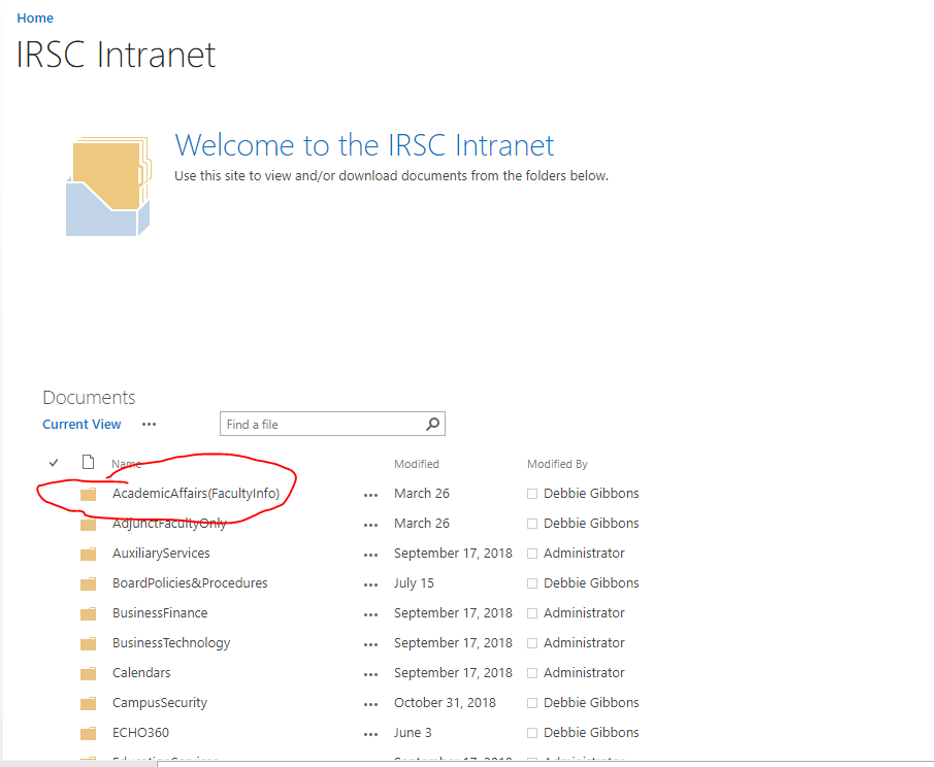 Home
IRSC Intranet
Welcome to the IRSC Intranet
Use this site to view and/or download documents from the folders below.
Documents
Current View •••
Find a file
Name Modified Modified By
AcademicAffairs(FacultyInfo) ... March 26 Debbie Gibbons
AdjunctFacultyOnly ... March 26 Debbie Gibbons
AuxiliaryServices ... September 17, 2018 Administrator
BoardPolicies&Procedures ... July 15 Debbie Gibbons
BusinessFinance ... September 17, 2018 Administrator
BusinessTechnology ... September 17, 2018 Administrator
Calendars ... September 17, 2018 Administrator
CampusSecurity ... October 31, 2018 Debbie Gibbons
ECHO360 ... June 3 Debbie Gibbons